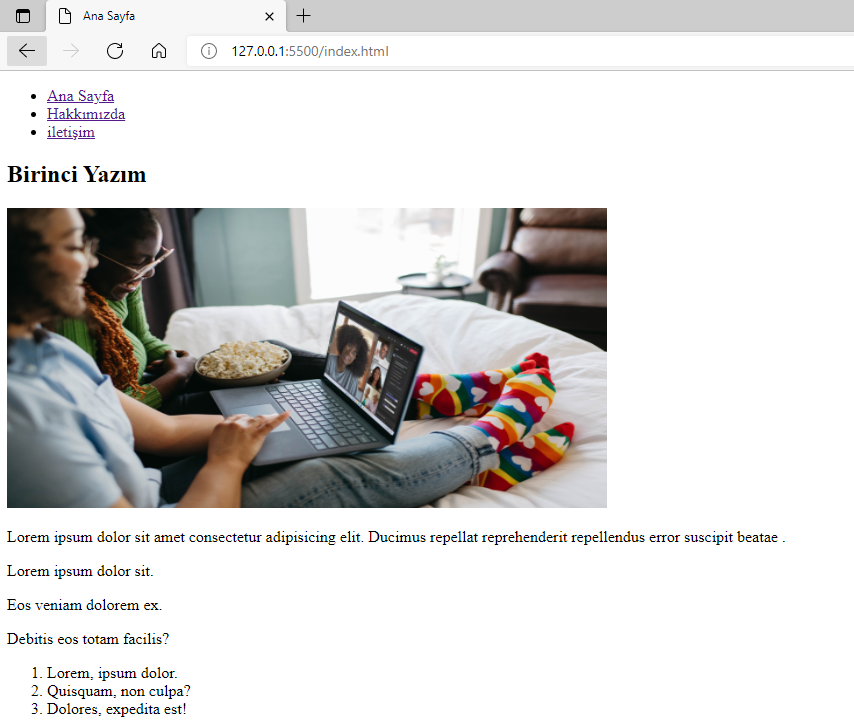 Ana Sayfa
127.0.0.1:5500/index.html
Ana Sayfa
Hakkımızda
iletişim
Birinci Yazım
Lorem ipsum dolor sit amet consectetur adipisicing elit. Ducimus repellat reprehenderit repellendus error suscipit beatae .
Lorem ipsum dolor sit.
Eos veniam dolorem ex.
Debitis eos totam facilis?
1. Lorem, ipsum dolor.
2. Quisquam, non culpa?
3. Dolores, expedita est!